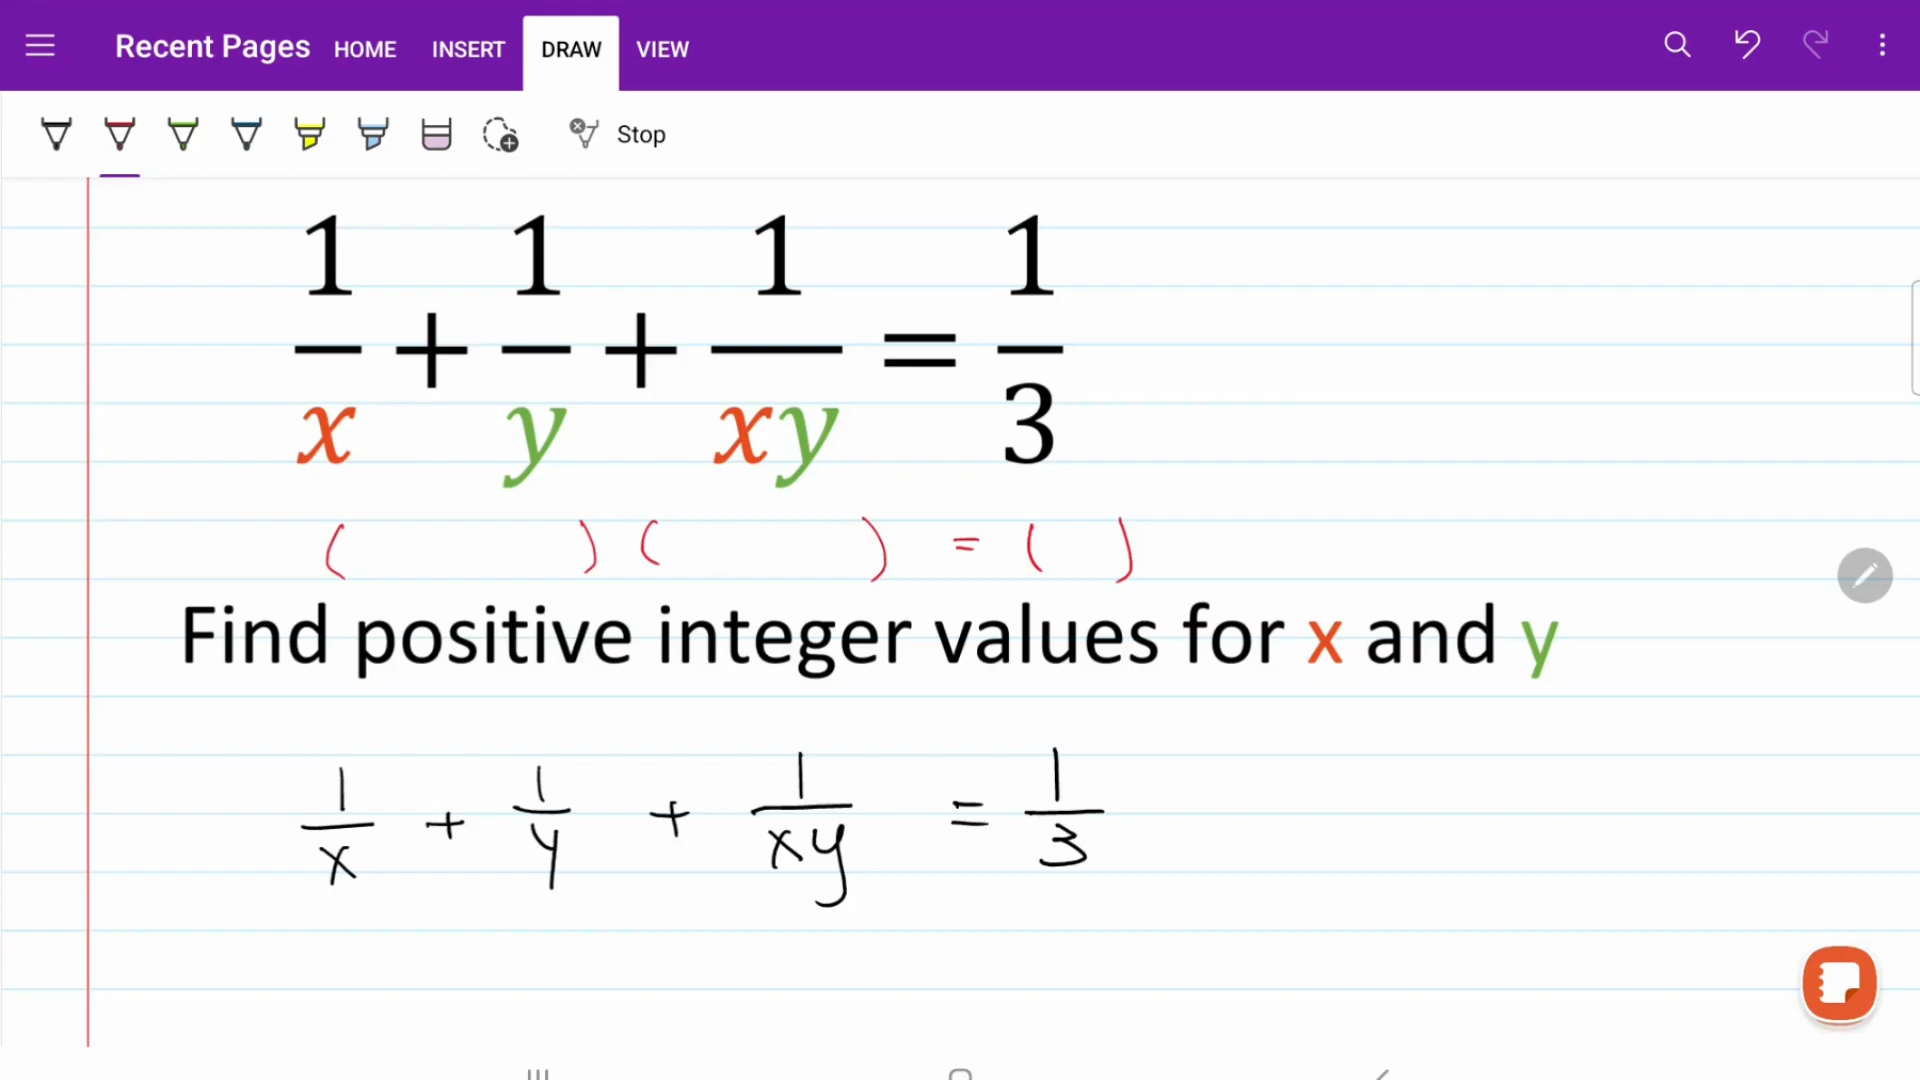 Recent Pages HOME INSERT DRAW VIEW
Stop
1/x + 1/y + 1/xy = 1/3
( ) ( ) = ( )
Find positive integer values for x and y
1/x + 1/y + 1/xy = 1/3